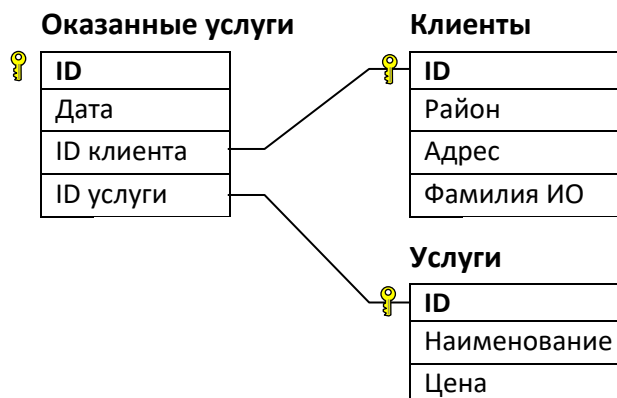 Оказанные услуги
ID
Дата
ID клиента
ID услуги
Клиенты
ID
Район
Адрес
Фамилия ИО
Услуги
ID
Наименование
Цена